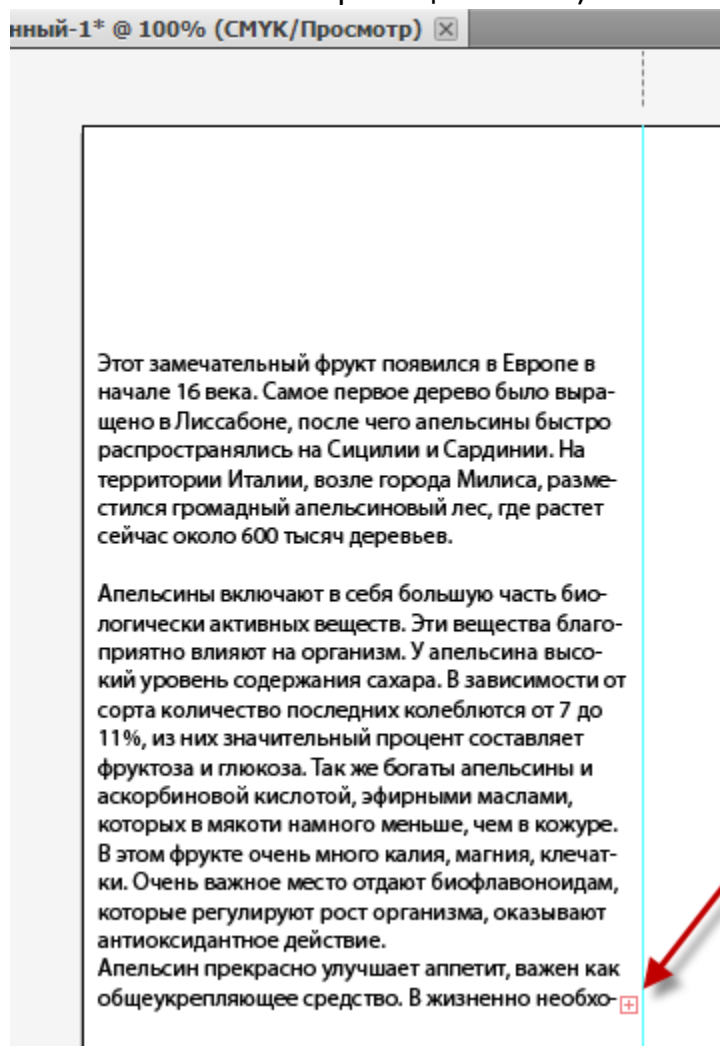 нный-1* @ 100% (CMYK/Просмотр)
Этот замечательный фрукт появился в Европе в
начале 16 века. Самое первое дерево было выра-
щено в Лиссабоне, после чего апельсины быстро
распространялись на Сицилии и Сардинии. На
территории Италии, возле города Милиса, разме-
стился громадный апельсиновый лес, где растет
сейчас около 600 тысяч деревьев.
Апельсины включают в себя большую часть био-
логически активных веществ. Эти вещества благо-
приятно влияют на организм. У апельсина высо-
кий уровень содержания сахара. В зависимости от
сорта количество последних колеблются от 7 до
11%, из них значительный процент составляет
фруктоза и глюкоза. Так же богаты апельсины и
аскорбиновой кислотой, эфирными маслами,
которых в мякоти намного меньше, чем в кожуре.
В этом фрукте очень много калия, магния, клечат-
ки. Очень важное место отдают биофлавоноидам,
которые регулируют рост организма, оказывают
антиоксидантное действие.
Апельсин прекрасно улучшает аппетит, важен как
общеукрепляющее средство. В жизненно необхо-